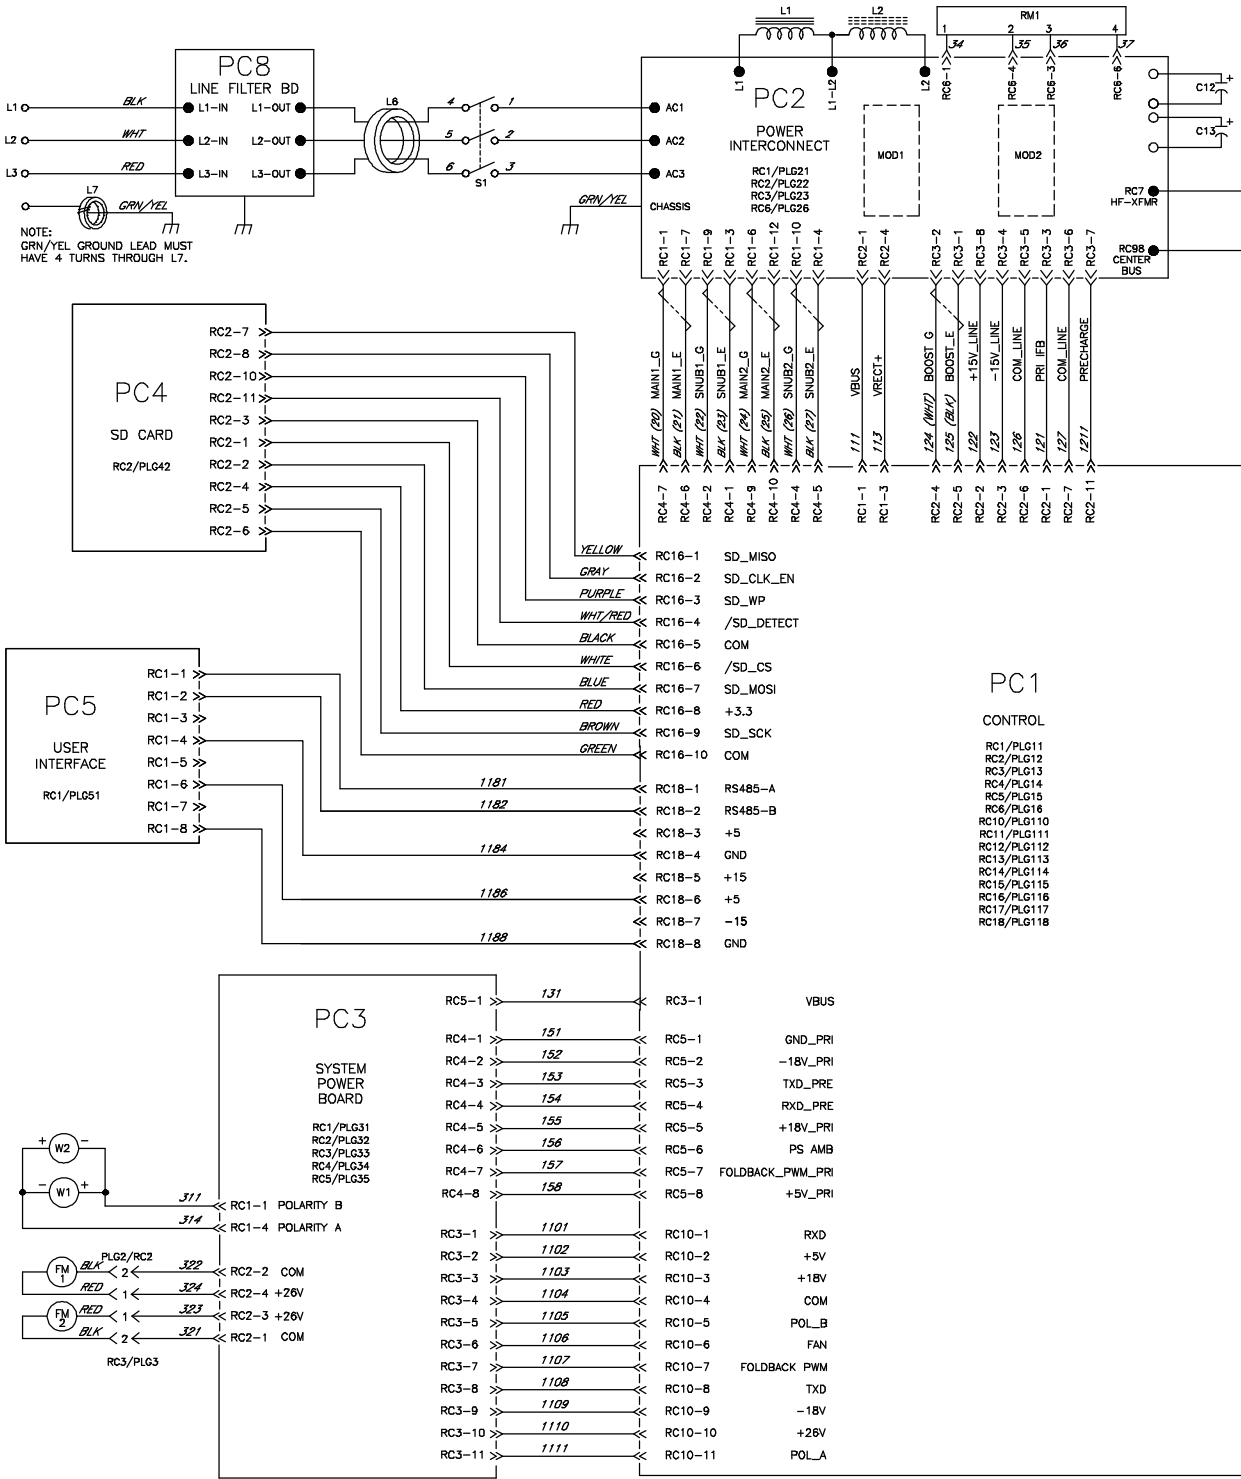 L1
L2
RM1
1
2
3
4
34
35
36
37
RC6-1
RC6-4
RC6-3
RC6-6
PC8
LINE FILTER BD
L1 BLK L1-IN L1-OUT
L2 WHT L2-IN L2-OUT
L3 RED L3-IN L3-OUT
L6
4 1
5 2
6 3
S1
L7
GRN/YEL
NOTE:
GRN/YEL GROUND LEAD MUST
HAVE 4 TURNS THROUGH L7.
L1
L1-L2
L2
AC1
AC2
AC3
GRN/YEL CHASSIS
PC2
POWER
INTERCONNECT
RC1/PLG21
RC2/PLG22
RC3/PLG23
RC6/PLG26
MOD1
MOD2
C12 +
C13 +
RC7
HF-XFMR
RC98
CENTER
BUS
RC1-1 WHT (20) MAIN1_G RC4-7
RC1-7 BLK (21) MAIN1_E RC4-6
RC1-9 WHT (22) SNUB1_G RC4-2
RC1-3 BLK (23) SNUB1_E RC4-1
RC1-6 WHT (24) MAIN2_G RC4-9
RC1-12 BLK (25) MAIN2_E RC4-10
RC1-10 WHT (26) SNUB2_G RC4-4
RC1-4 BLK (27) SNUB2_E RC4-5
RC2-1 111 VBUS RC1-1
RC2-4 113 VRECT+ RC1-3
RC3-2 124 (WHT) BOOST_G RC2-4
RC3-1 125 (BLK) BOOST_E RC2-5
RC3-8 122 +15V_LINE RC2-2
RC3-4 123 -15V_LINE RC2-3
RC3-5 126 COM_LINE RC2-6
RC3-3 121 PRI IFB RC2-1
RC3-6 127 COM_LINE RC2-7
RC3-7 1211 PRECHARGE RC2-11
PC4
SD CARD
RC2/PLG42
RC2-7
RC2-8
RC2-10
RC2-11
RC2-3
RC2-1
RC2-2
RC2-4
RC2-5
RC2-6
YELLOW RC16-1 SD_MISO
GRAY RC16-2 SD_CLK_EN
PURPLE RC16-3 SD_WP
WHT/RED RC16-4 /SD_DETECT
BLACK RC16-5 COM
WHITE RC16-6 /SD_CS
BLUE RC16-7 SD_MOSI
RED RC16-8 +3.3
BROWN RC16-9 SD_SCK
GREEN RC16-10 COM
PC5
USER
INTERFACE
RC1/PLG51
RC1-1
RC1-2
RC1-3
RC1-4
RC1-5
RC1-6
RC1-7
RC1-8
1181 RC18-1 RS485-A
1182 RC18-2 RS485-B
RC18-3 +5
1184 RC18-4 GND
RC18-5 +15
1186 RC18-6 +5
RC18-7 -15
1188 RC18-8 GND
PC1
CONTROL
RC1/PLG11
RC2/PLG12
RC3/PLG13
RC4/PLG14
RC5/PLG15
RC6/PLG16
RC10/PLG110
RC11/PLG111
RC12/PLG112
RC13/PLG113
RC14/PLG114
RC15/PLG115
RC16/PLG116
RC17/PLG117
RC18/PLG118
PC3
SYSTEM
POWER
BOARD
RC1/PLG31
RC2/PLG32
RC3/PLG33
RC4/PLG34
RC5/PLG35
RC5-1 131 RC3-1 VBUS
RC4-1 151 RC5-1 GND_PRI
RC4-2 152 RC5-2 -18V_PRI
RC4-3 153 RC5-3 TXD_PRE
RC4-4 154 RC5-4 RXD_PRE
RC4-5 155 RC5-5 +18V_PRI
RC4-6 156 RC5-6 PS AMB
RC4-7 157 RC5-7 FOLDBACK_PWM_PRI
RC4-8 158 RC5-8 +5V_PRI
RC3-1 1101 RC10-1 RXD
RC3-2 1102 RC10-2 +5V
RC3-3 1103 RC10-3 +18V
RC3-4 1104 RC10-4 COM
RC3-5 1105 RC10-5 POL_B
RC3-6 1106 RC10-6 FAN
RC3-7 1107 RC10-7 FOLDBACK PWM
RC3-8 1108 RC10-8 TXD
RC3-9 1109 RC10-9 -18V
RC3-10 1110 RC10-10 +26V
RC3-11 1111 RC10-11 POL_A
+ W2 -
- W1 +
311 RC1-1 POLARITY B
314 RC1-4 POLARITY A
PLG2/RC2
FM 1 BLK 2 322 RC2-2 COM
RED 1 324 RC2-4 +26V
FM 2 RED 1 323 RC2-3 +26V
BLK 2 321 RC2-1 COM
RC3/PLG3